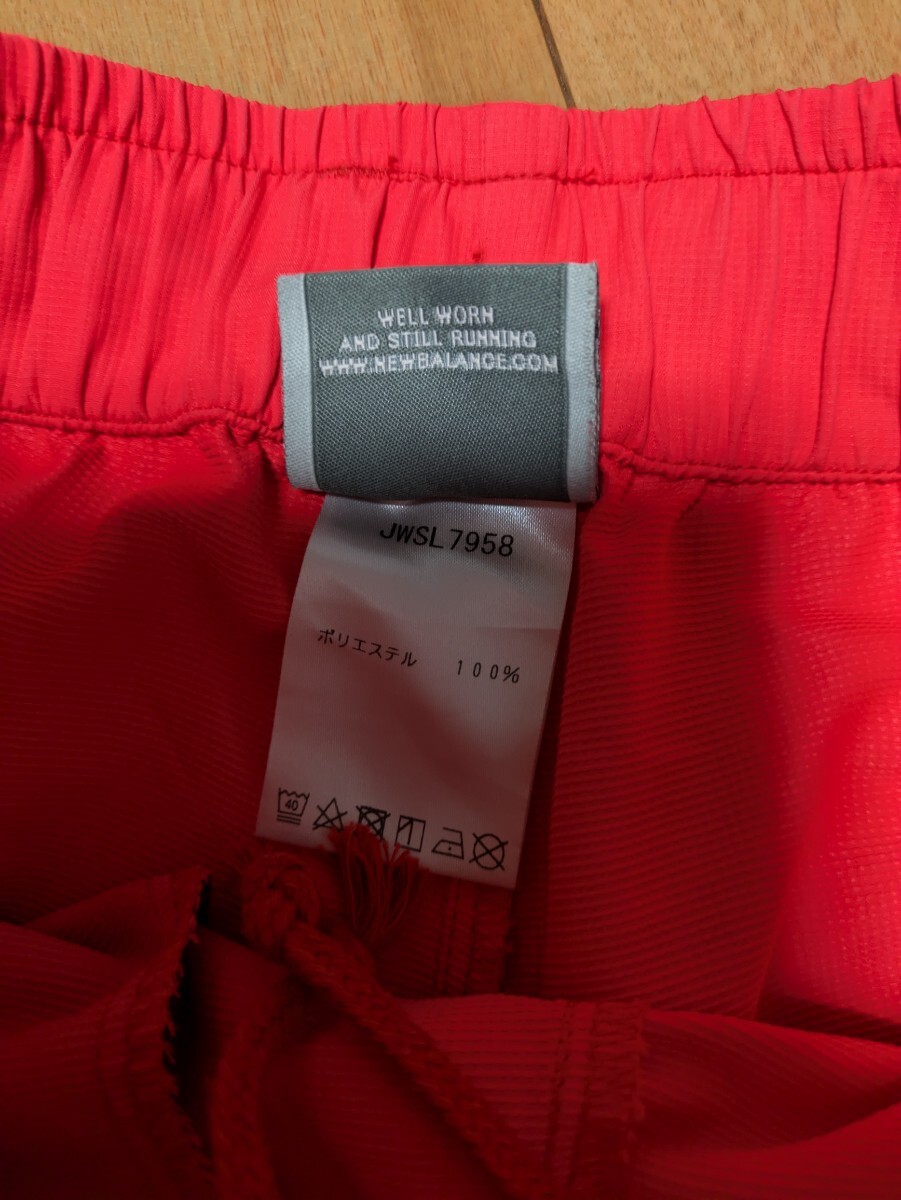 WELL WORN
AND STILL RUNNING
WWW.NEWBALANCE.COM
JWSL7958
ポリエステル 100%
40